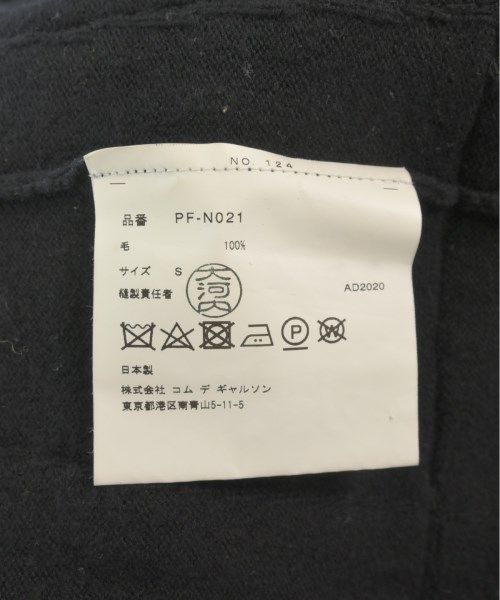 NO. 124
品番 PF-N021
毛 100%
サイズ S
大河内
縫製責任者
AD2020
P
W
日本製
株式会社 コム デ ギャルソン
東京都港区南青山5-11-5